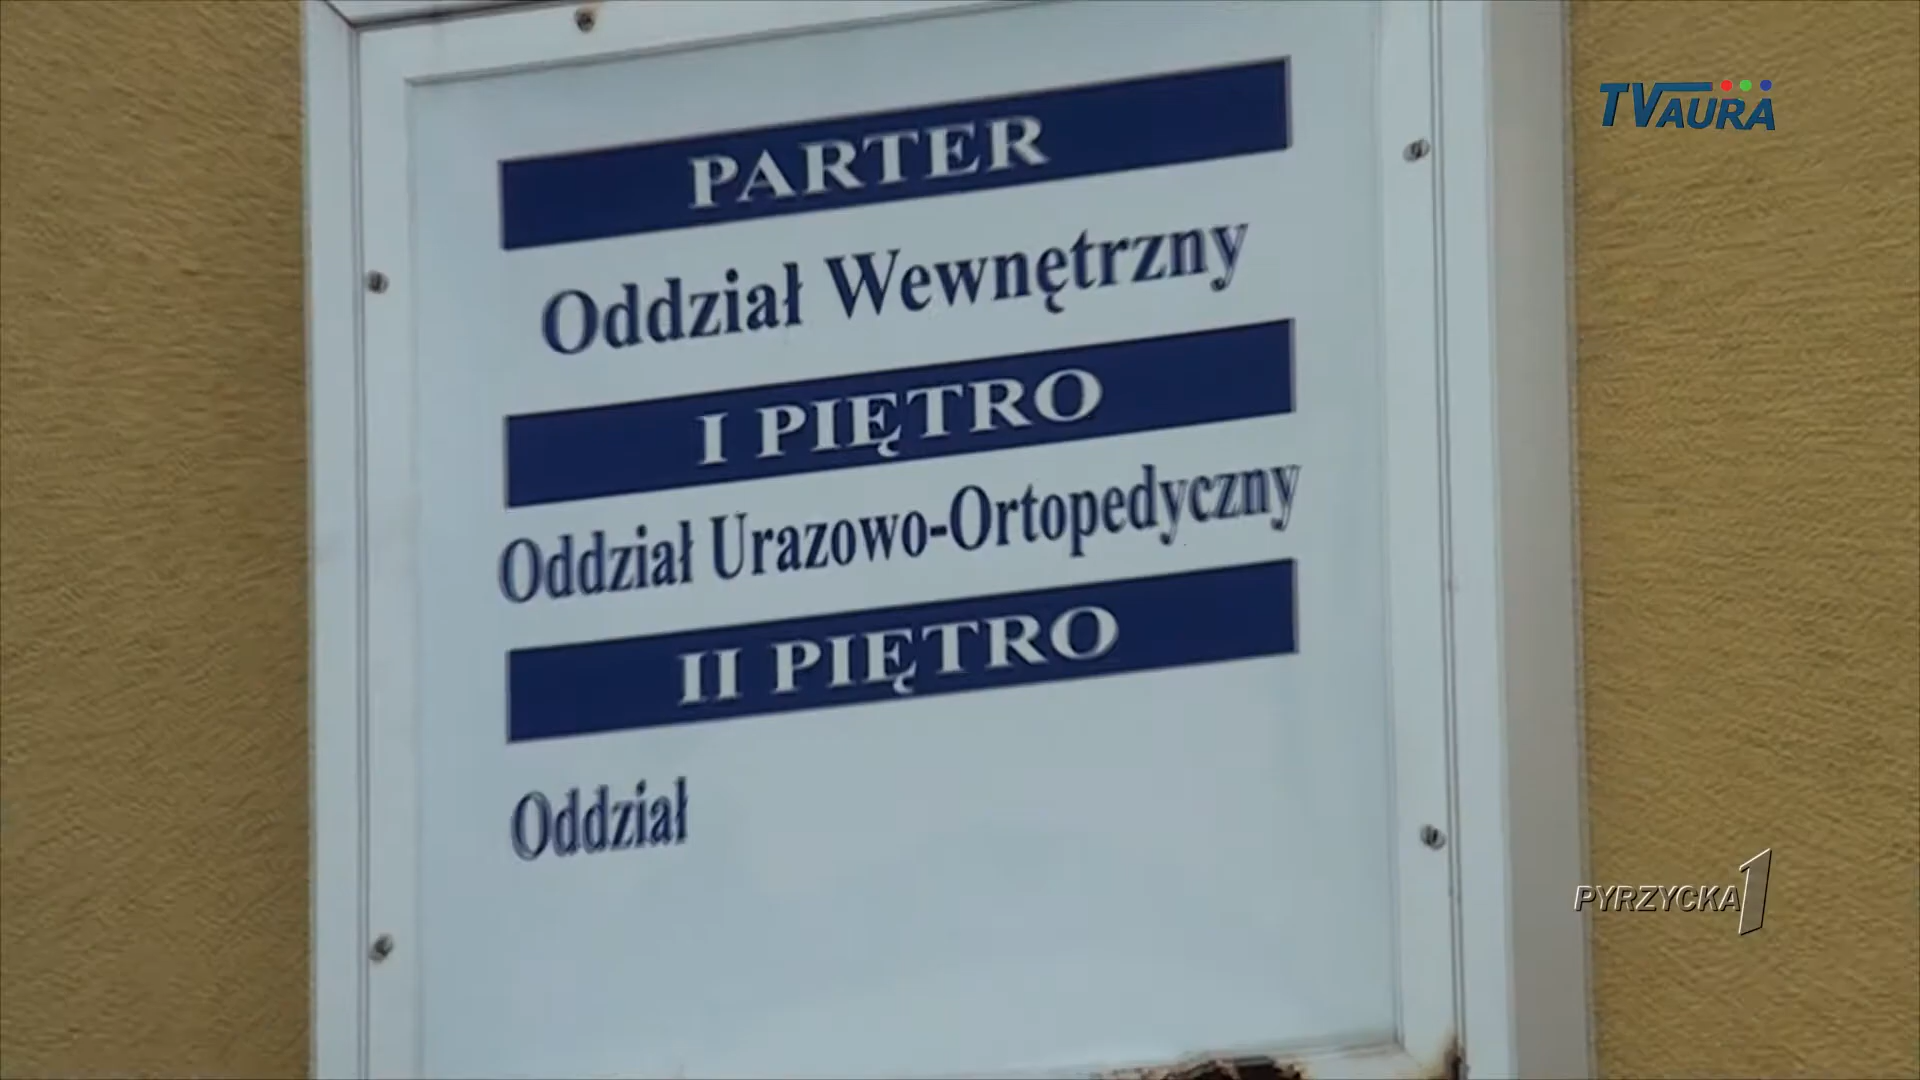 TVAURA
PARTER
Oddział Wewnętrzny
I PIĘTRO
Oddział Urazowo-Ortopedyczny
II PIĘTRO
Oddział
PYRZYCKA 1